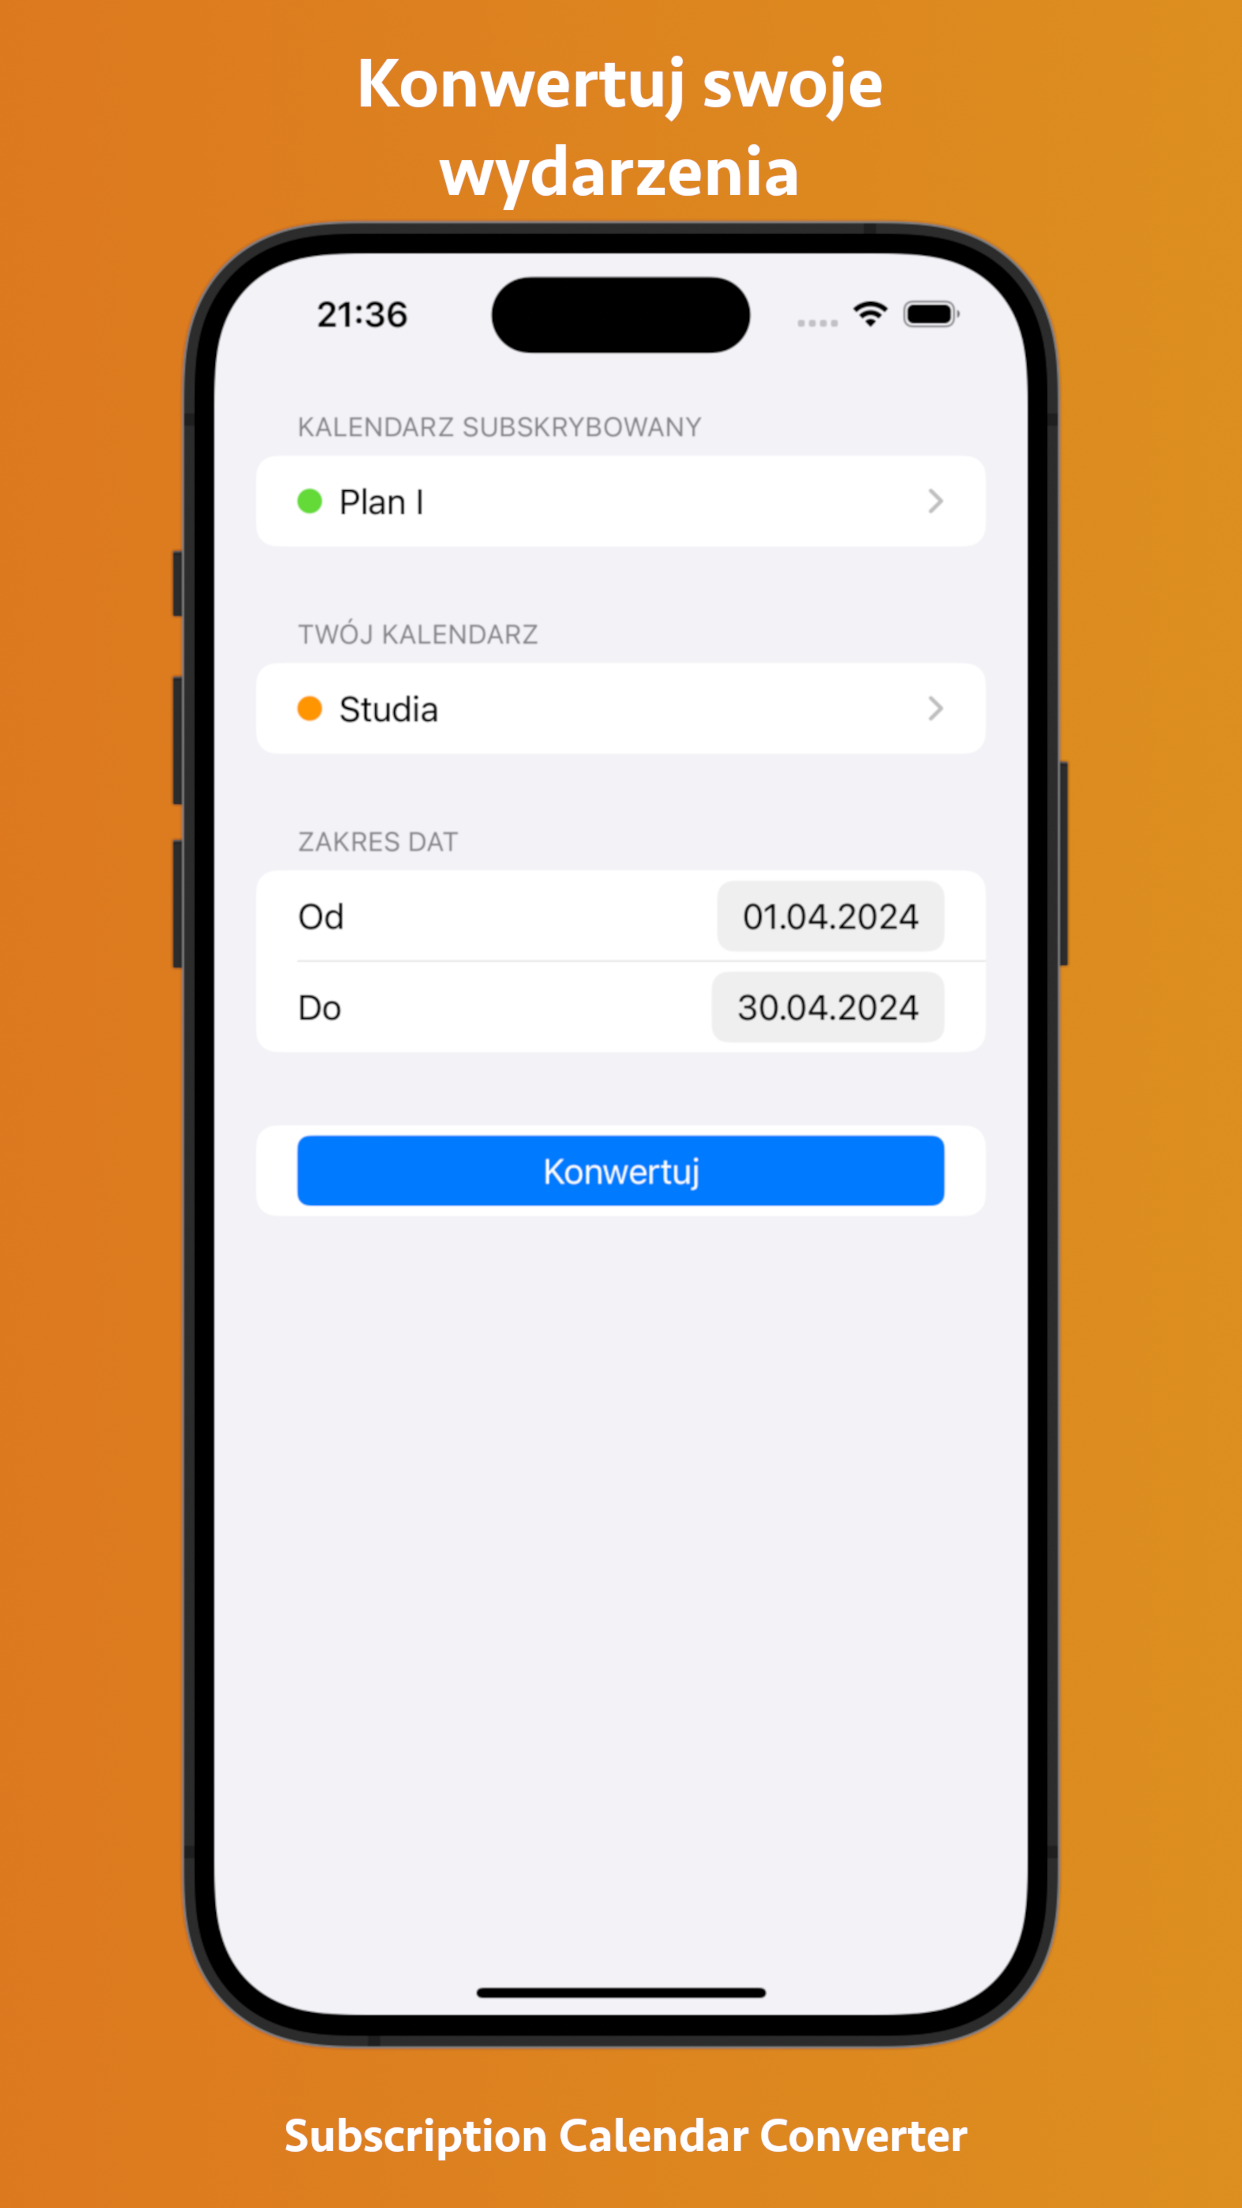 Konwertuj swoje
wydarzenia
21:36
KALENDARZ SUBSKRYBOWANY
Plan I
TWÓJ KALENDARZ
Studia
ZAKRES DAT
Od 01.04.2024
Do 30.04.2024
Konwertuj
Subscription Calendar Converter